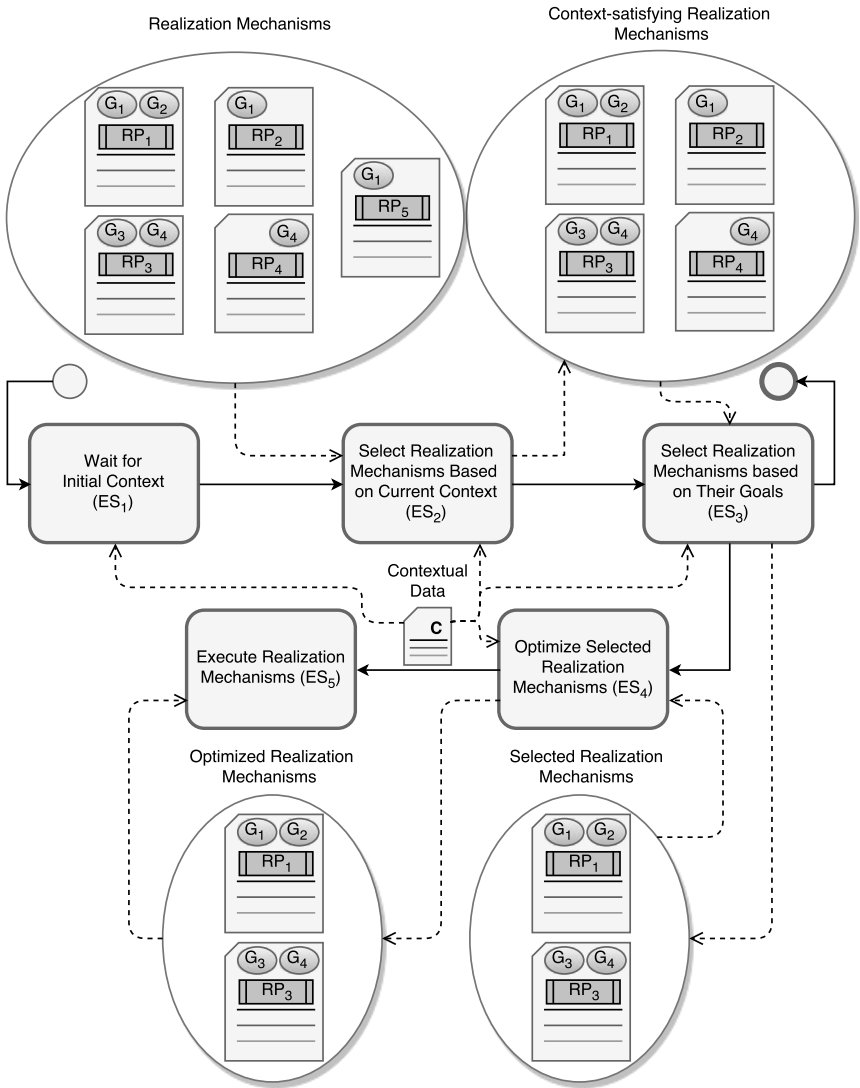 Realization Mechanisms
Context-satisfying Realization
Mechanisms
G1 G2
RP1
G1
RP2
G1
RP5
G3 G4
RP3
G4
RP4
G1 G2
RP1
G1
RP2
G3 G4
RP3
G4
RP4
Wait for
Initial Context
(ES1)
Select Realization
Mechanisms Based
on Current Context
(ES2)
Select Realization
Mechanisms based
on Their Goals
(ES3)
Contextual
Data
C
Execute Realization
Mechanisms (ES5)
Optimize Selected
Realization
Mechanisms (ES4)
Optimized Realization
Mechanisms
Selected Realization
Mechanisms
G1 G2
RP1
G3 G4
RP3
G1 G2
RP1
G3 G4
RP3